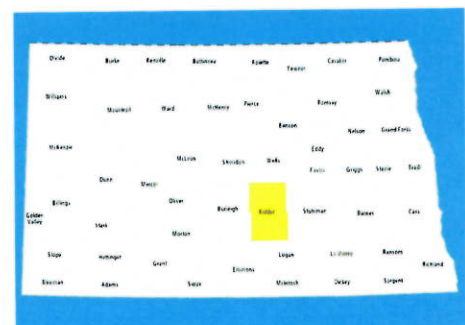 Divide Burke Renville Bottineau Rolette Towner Cavalier Pembina
Williams Mountrail Ward McHenry Pierce Ramsey Walsh
Benson Nelson Grand Forks
McKenzie McLean Sheridan Wells Eddy
Foster Griggs Steele Traill
Dunn Mercer
Billings Oliver Burleigh Kidder Stutsman Barnes Cass
Golden
Valley Stark Morton
Slope Hettinger Grant Emmons Logan LaMoure Ransom Richland
Bowman Adams Sioux McIntosh Dickey Sargent